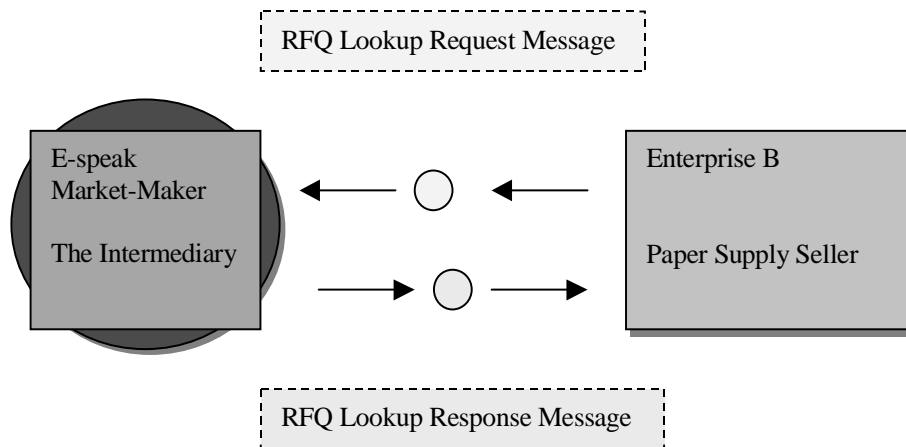 RFQ Lookup Request Message
E-speak
Market-Maker
The Intermediary
Enterprise B
Paper Supply Seller
RFQ Lookup Response Message